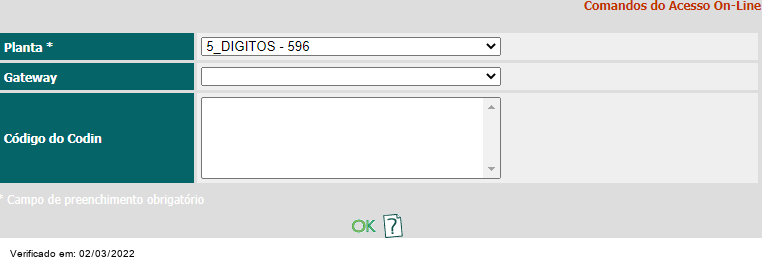 Comandos do Acesso On-Line
Planta *
5_DIGITOS - 596
Gateway
Código do Codin
* Campo de preenchimento obrigatório
OK ?
Verificado em: 02/03/2022